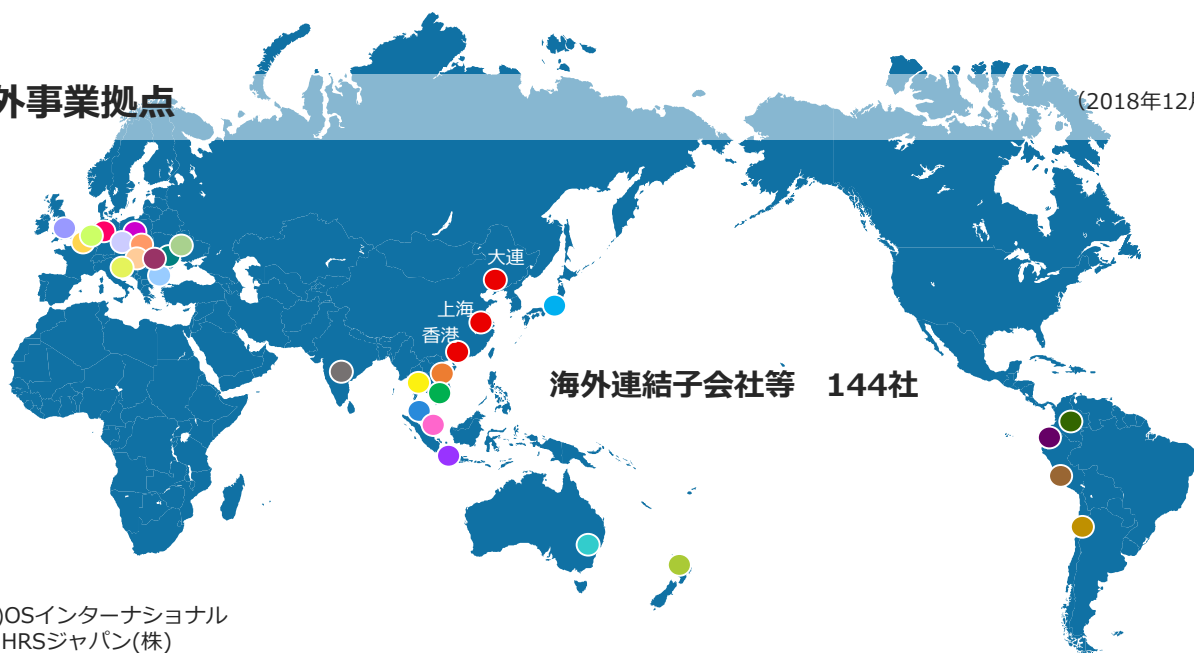 外事業拠点
(2018年12月
大連
上海
香港
海外連結子会社等　144社
)OSインターナショナル
HRSジャパン(株)